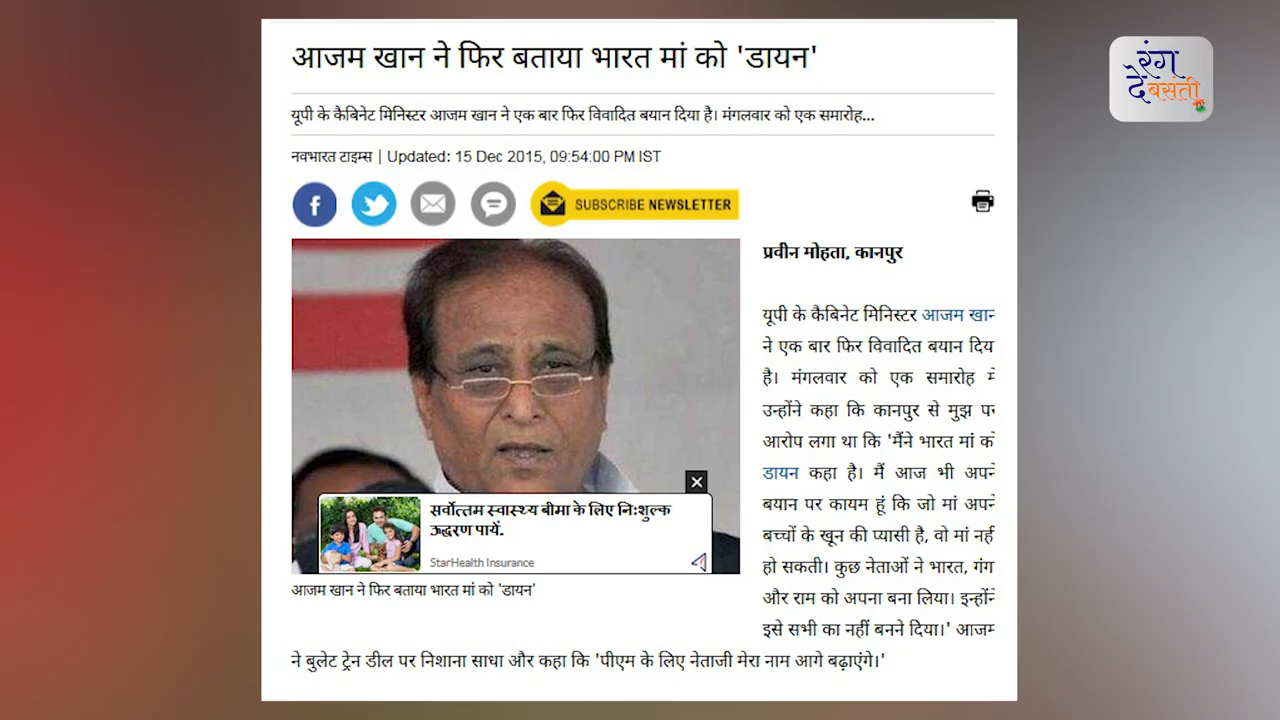 आजम खान ने फिर बताया भारत मां को 'डायन'
रंग
दे बसंती
यूपी के कैबिनेट मिनिस्टर आजम खान ने एक बार फिर विवादित बयान दिया है। मंगलवार को एक समारोह...
नवभारत टाइम्स | Updated: 15 Dec 2015, 09:54:00 PM IST
SUBSCRIBE NEWSLETTER
प्रवीन मोहता, कानपुर
यूपी के कैबिनेट मिनिस्टर आजम खान
ने एक बार फिर विवादित बयान दिय
है। मंगलवार को एक समारोह में
उन्होंने कहा कि कानपुर से मुझ पर
आरोप लगा था कि 'मैंने भारत मां को
डायन कहा है। मैं आज भी अपने
बयान पर कायम हूं कि जो मां अपने
बच्चों के खून की प्यासी है, वो मां नहीं
हो सकती। कुछ नेताओं ने भारत, गंग
और राम को अपना बना लिया। इन्होंने
इसे सभी का नहीं बनने दिया।' आजम
सर्वोत्तम स्वास्थ्य बीमा के लिए निःशुल्क
ऊद्धरण पायें.
StarHealth Insurance
आजम खान ने फिर बताया भारत मां को 'डायन'
ने बुलेट ट्रेन डील पर निशाना साधा और कहा कि 'पीएम के लिए नेताजी मेरा नाम आगे बढ़ाएंगे।'